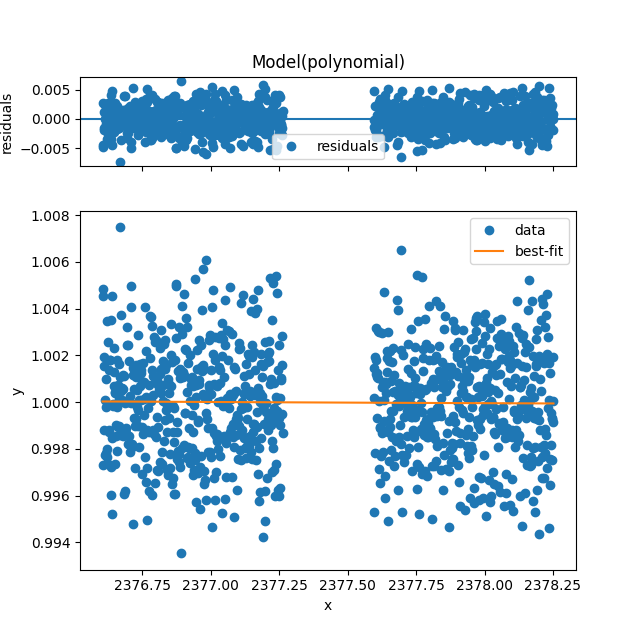 Model(polynomial)
residuals
0.005
0.000
−0.005
residuals
y
1.008
1.006
1.004
1.002
1.000
0.998
0.996
0.994
data
best-fit
2376.75 2377.00 2377.25 2377.50 2377.75 2378.00 2378.25
x